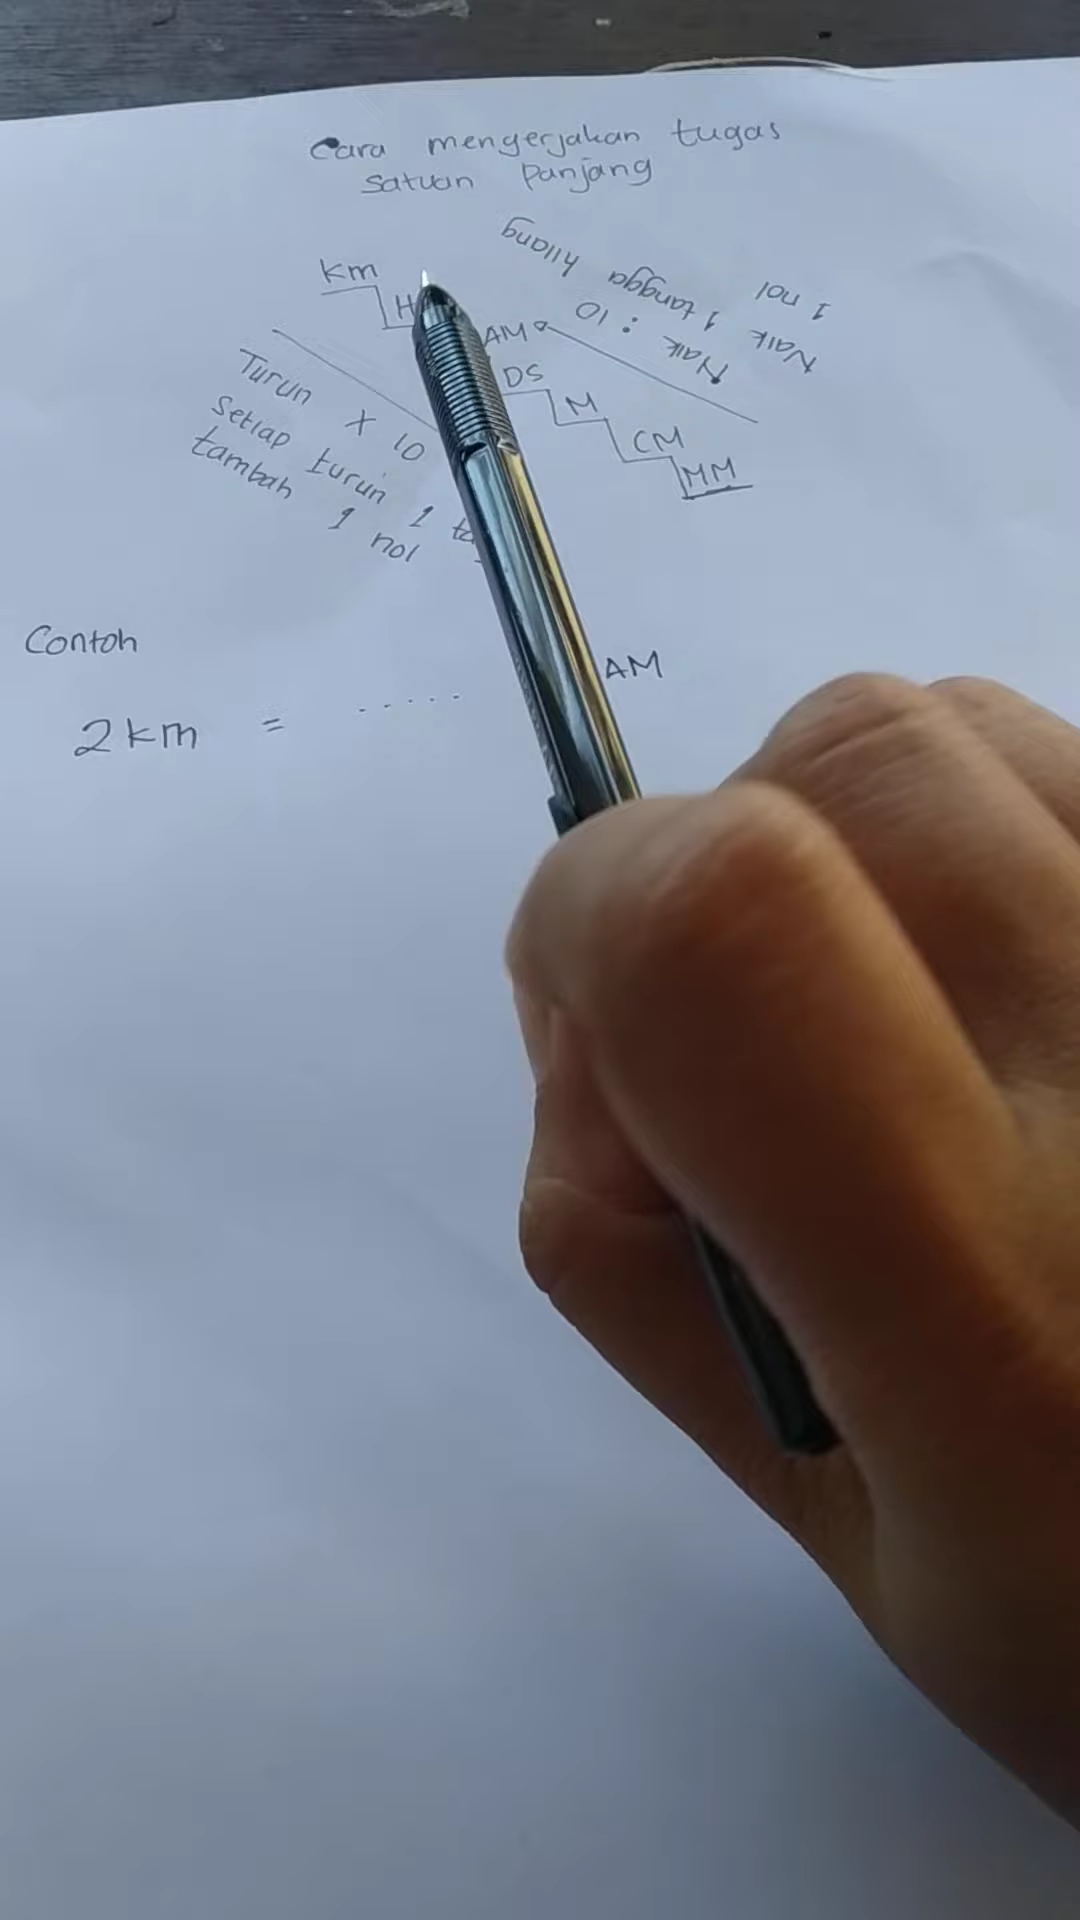 Cara mengerjakan tugas
satuan panjang
km
H
AM
DS
M
CM
MM
Naik : 10
Naik 1 tangga hilang
1 nol
Turun x 10
Setiap turun 1
tambah 1 nol
Contoh
2 km = ..... AM